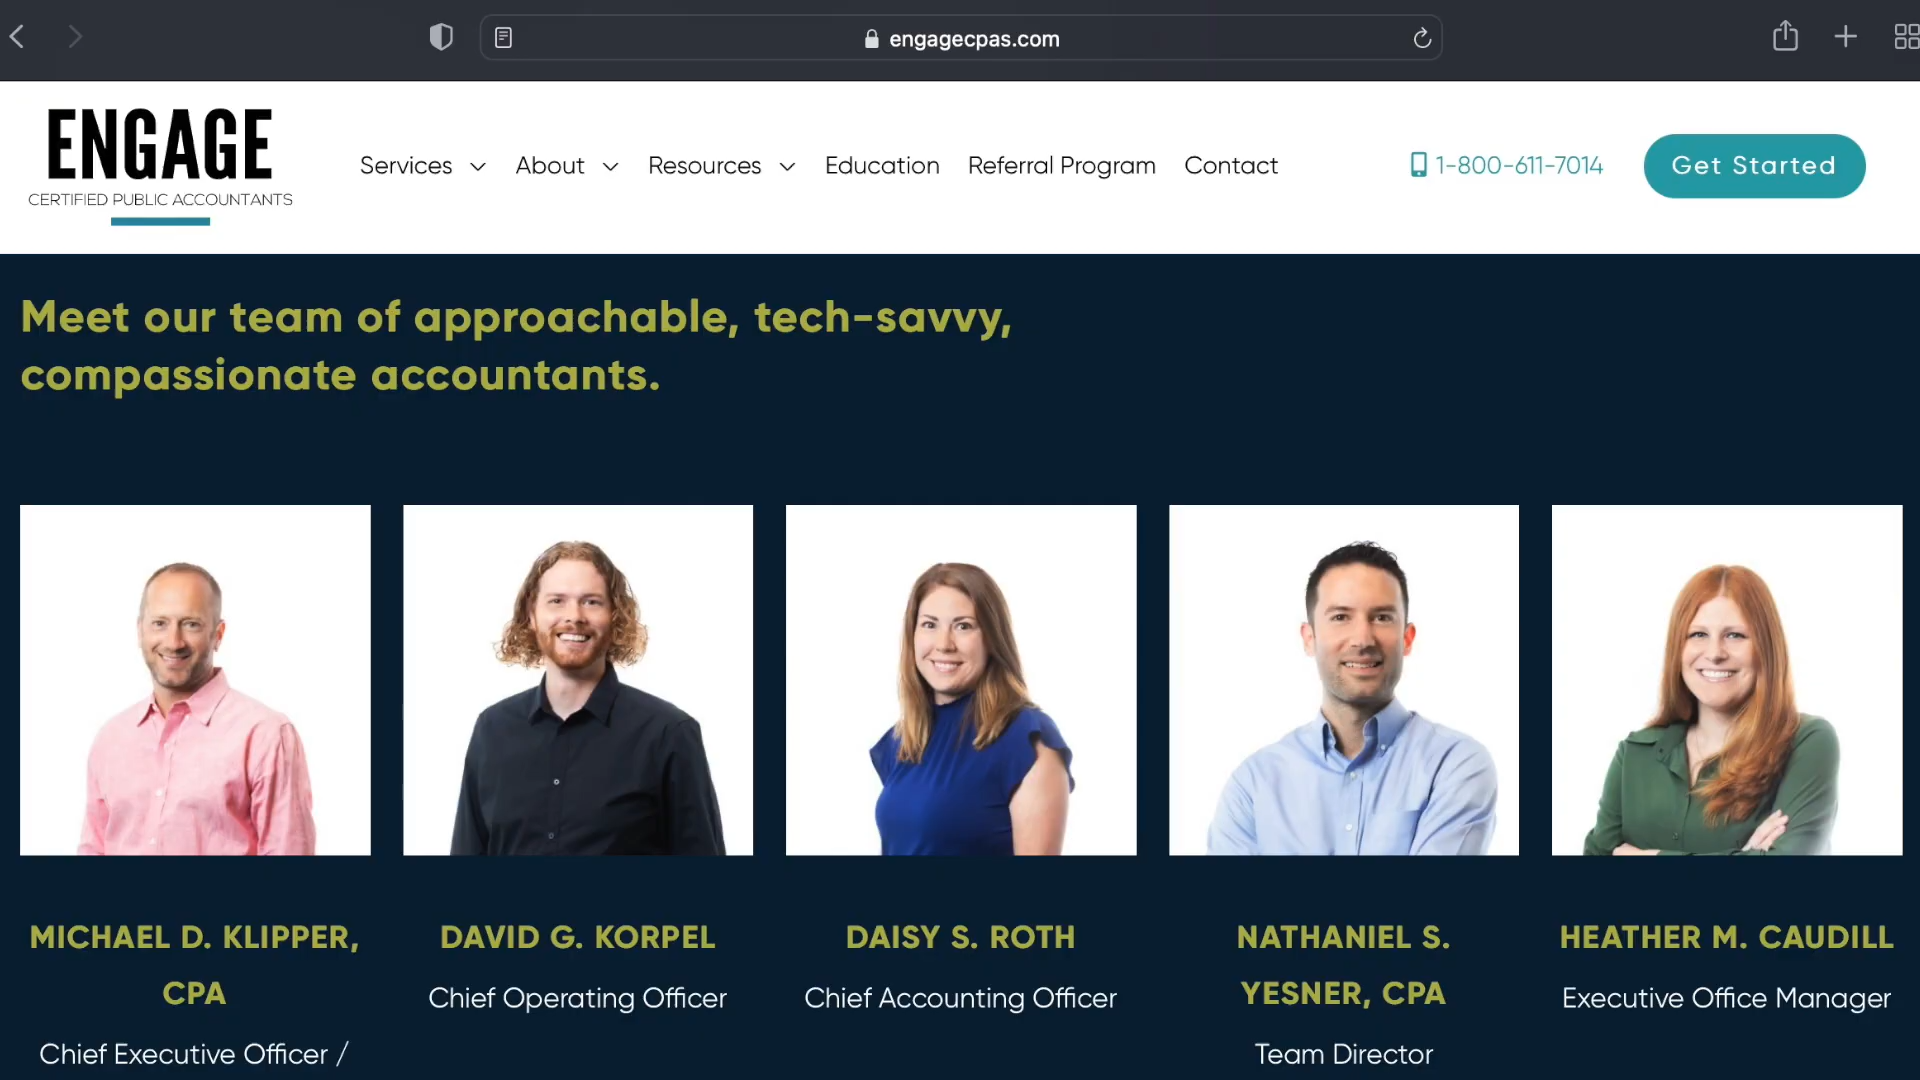 engagecpas.com
ENGAGE
CERTIFIED PUBLIC ACCOUNTANTS
Services About Resources Education Referral Program Contact 1-800-611-7014 Get Started
Meet our team of approachable, tech-savvy,
compassionate accountants.
MICHAEL D. KLIPPER,
CPA
Chief Executive Officer /
DAVID G. KORPEL
Chief Operating Officer
DAISY S. ROTH
Chief Accounting Officer
NATHANIEL S.
YESNER, CPA
Team Director
HEATHER M. CAUDILL
Executive Office Manager